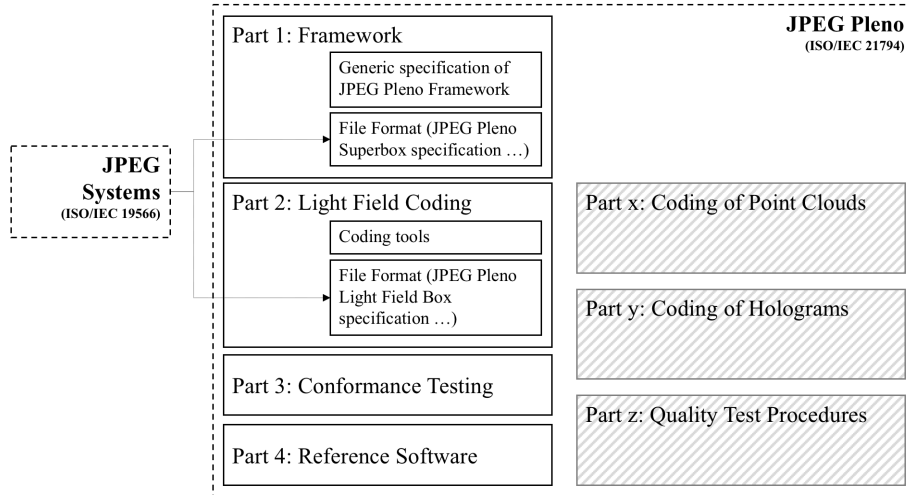 JPEG Pleno
(ISO/IEC 21794)
JPEG
Systems
(ISO/IEC 19566)
Part 1: Framework
Generic specification of
JPEG Pleno Framework
File Format (JPEG Pleno
Superbox specification …)
Part 2: Light Field Coding
Coding tools
File Format (JPEG Pleno
Light Field Box
specification …)
Part 3: Conformance Testing
Part 4: Reference Software
Part x: Coding of Point Clouds
Part y: Coding of Holograms
Part z: Quality Test Procedures